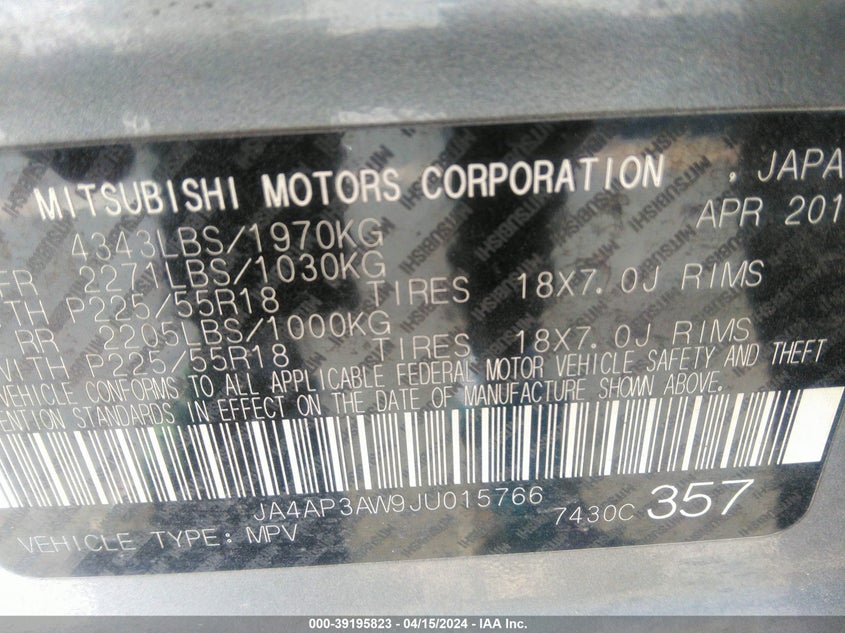 MITSUBISHI MOTORS CORPORATION , JAPA
APR 201
4343LBS/1970KG
FR 2271LBS/1030KG
TH P225/55R18 TIRES 18X7.0J RIMS
RR 2205LBS/1000KG
WITH P225/55R18 TIRES 18X7.0J RIMS
VEHICLE CONFORMS TO ALL APPLICABLE FEDERAL MOTOR VEHICLE SAFETY AND THEFT
ENTION STANDARDS IN EFFECT ON THE DATE OF MANUFACTURE SHOWN ABOVE.
JA4AP3AW9JU015766
7430C 357
VEHICLE TYPE: MPV
000-39195823 - 04/15/2024 - IAA Inc.